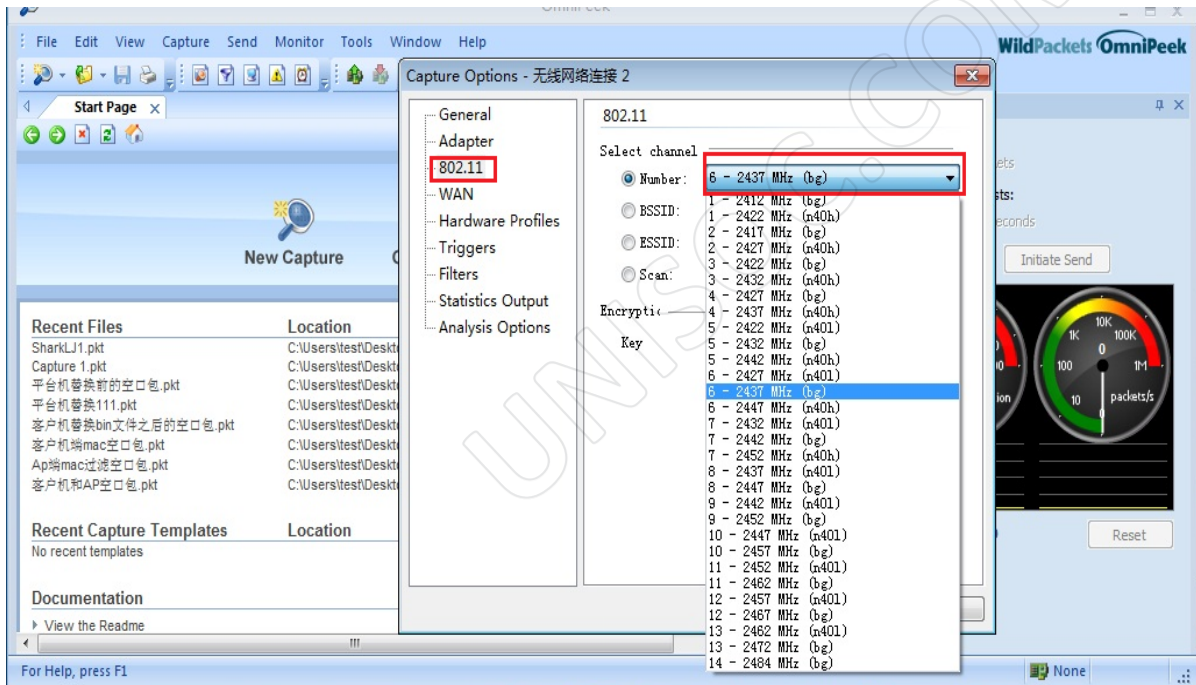 OmniPeek
File Edit View Capture Send Monitor Tools Window Help
WildPackets OmniPeek
Start Page
New Capture
Recent Files Location
SharkLJ1.pkt C:\Users\test\Deskt
Capture 1.pkt C:\Users\test\Deskt
平台机替换前的空口包.pkt C:\Users\test\Deskt
平台机替换111.pkt C:\Users\test\Deskt
客户机替换bin文件之后的空口包.pkt C:\Users\test\Deskt
客户机端mac空口包.pkt C:\Users\test\Deskt
Ap端mac过滤空口包.pkt C:\Users\test\Deskt
客户机和AP空口包.pkt C:\Users\test\Deskt
Recent Capture Templates Location
No recent templates
Documentation
View the Readme
Capture Options - 无线网络连接 2
General
Adapter
802.11
WAN
Hardware Profiles
Triggers
Filters
Statistics Output
Analysis Options
802.11
Select channel
Number: 6 - 2437 MHz (bg)
BSSID:
ESSID:
Scan:
Encryptic
Key
1 - 2412 MHz (bg)
1 - 2422 MHz (n40h)
2 - 2417 MHz (bg)
2 - 2427 MHz (n40h)
3 - 2422 MHz (bg)
3 - 2432 MHz (n40h)
4 - 2427 MHz (bg)
4 - 2437 MHz (n40h)
5 - 2422 MHz (n40l)
5 - 2432 MHz (bg)
5 - 2442 MHz (n40h)
6 - 2427 MHz (n40l)
6 - 2437 MHz (bg)
6 - 2447 MHz (n40h)
7 - 2432 MHz (n40l)
7 - 2442 MHz (bg)
7 - 2452 MHz (n40h)
8 - 2437 MHz (n40l)
8 - 2447 MHz (bg)
9 - 2442 MHz (n40l)
9 - 2452 MHz (bg)
10 - 2447 MHz (n40l)
10 - 2457 MHz (bg)
11 - 2452 MHz (n40l)
11 - 2462 MHz (bg)
12 - 2457 MHz (n40l)
12 - 2467 MHz (bg)
13 - 2462 MHz (n40l)
13 - 2472 MHz (bg)
14 - 2484 MHz (bg)
ets
sts:
econds
Initiate Send
10K
1K 100K
0
100 1M
10 packets/s
ion
Reset
For Help, press F1
None
UNISOC.COM